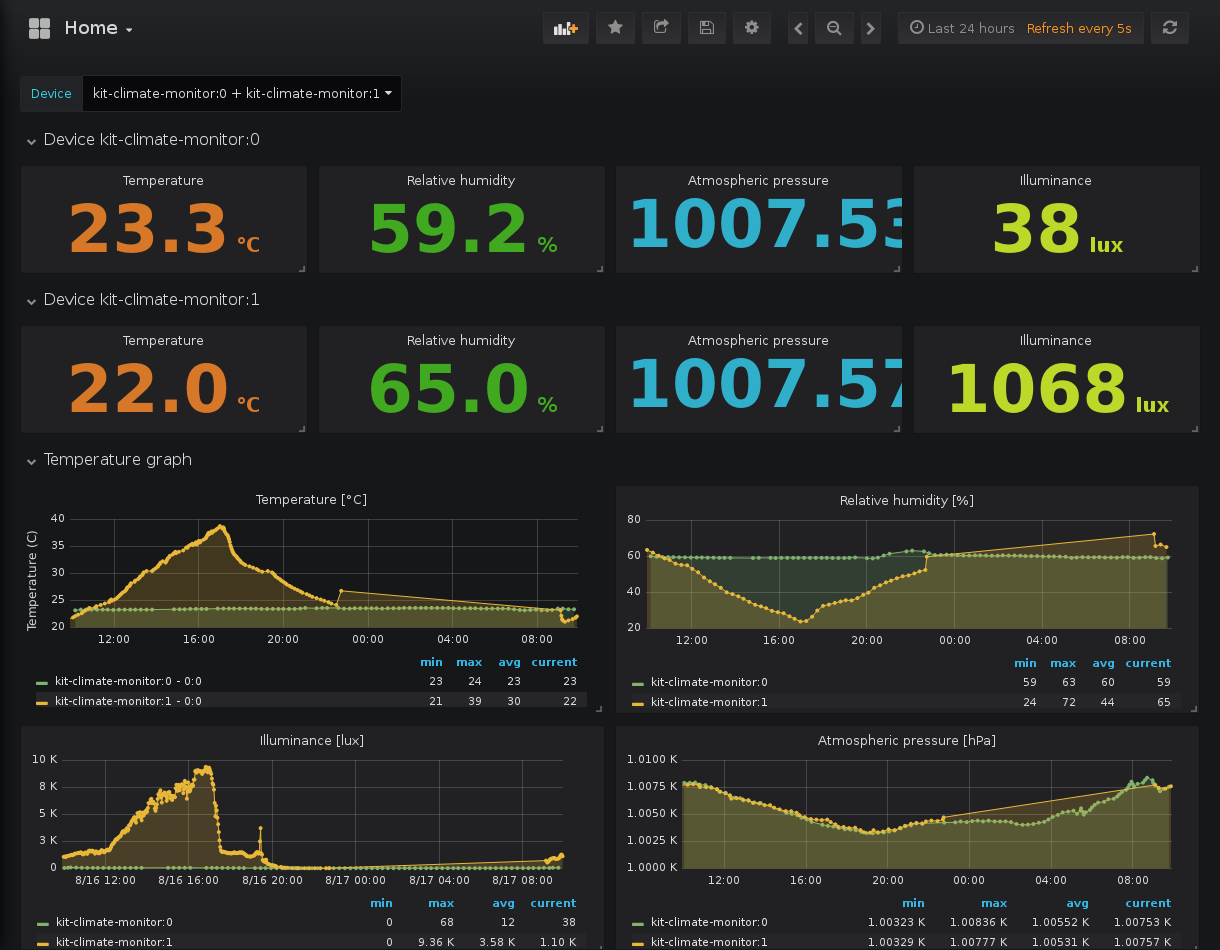 Home
Last 24 hours Refresh every 5s
Device kit-climate-monitor:0 + kit-climate-monitor:1
Device kit-climate-monitor:0
Temperature Relative humidity Atmospheric pressure Illuminance
23.3 °C 59.2 % 1007.53 38 lux
Device kit-climate-monitor:1
Temperature Relative humidity Atmospheric pressure Illuminance
22.0 °C 65.0 % 1007.57 1068 lux
Temperature graph
Temperature [°C]
Temperature (C)
40
35
30
25
20
12:00 16:00 20:00 00:00 04:00 08:00
min max avg current
kit-climate-monitor:0 - 0:0 23 24 23 23
kit-climate-monitor:1 - 0:0 21 39 30 22
Relative humidity [%]
80
60
40
20
12:00 16:00 20:00 00:00 04:00 08:00
min max avg current
kit-climate-monitor:0 59 63 60 59
kit-climate-monitor:1 24 72 44 65
Illuminance [lux]
10 K
8 K
5 K
3 K
0
8/16 12:00 8/16 16:00 8/16 20:00 8/17 00:00 8/17 04:00 8/17 08:00
min max avg current
kit-climate-monitor:0 0 68 12 38
kit-climate-monitor:1 0 9.36 K 3.58 K 1.10 K
Atmospheric pressure [hPa]
1.0100 K
1.0075 K
1.0050 K
1.0025 K
1.0000 K
12:00 16:00 20:00 00:00 04:00 08:00
min max avg current
kit-climate-monitor:0 1.00323 K 1.00836 K 1.00552 K 1.00753 K
kit-climate-monitor:1 1.00329 K 1.00777 K 1.00531 K 1.00757 K